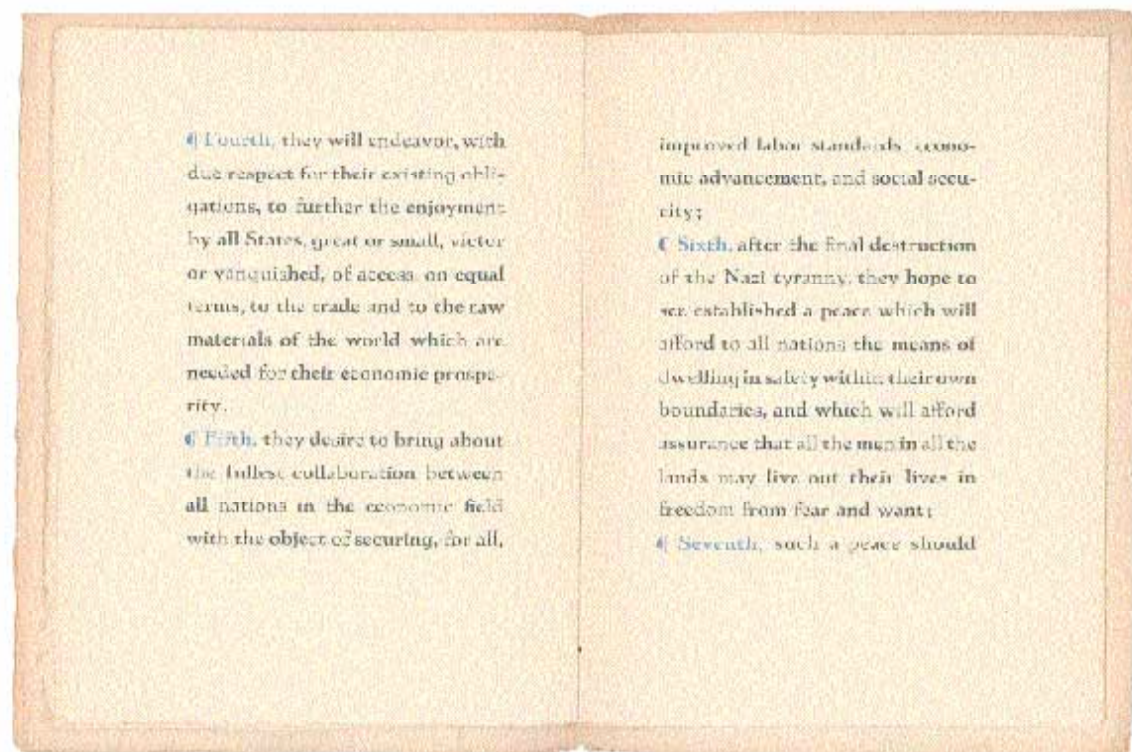 ¶ Fourth, they will endeavor, with
due respect for their existing obli-
gations, to further the enjoyment
by all States, great or small, victor
or vanquished, of access, on equal
terms, to the trade and to the raw
materials of the world which are
needed for their economic prospe-
rity.
¶ Fifth, they desire to bring about
the fullest collaboration between
all nations in the economic field
with the object of securing, for all,
improved labor standards, econo-
mic advancement, and social secu-
rity;
¶ Sixth, after the final destruction
of the Nazi tyranny, they hope to
see established a peace which will
afford to all nations the means of
dwelling in safety within their own
boundaries, and which will afford
assurance that all the men in all the
lands may live out their lives in
freedom from fear and want;
¶ Seventh, such a peace should